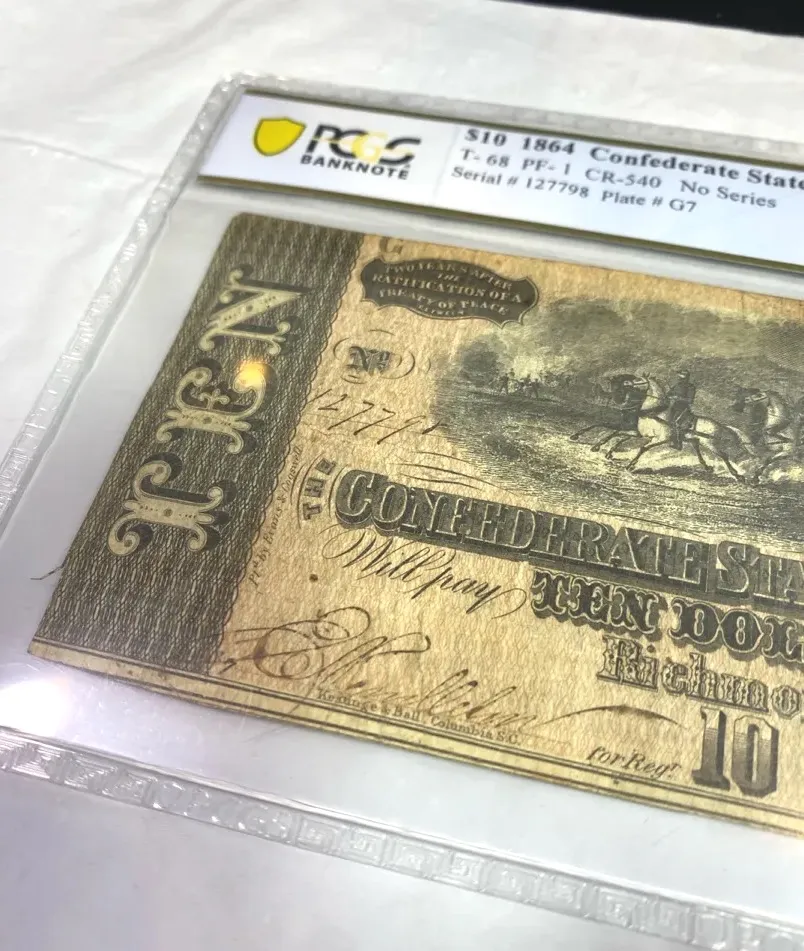 PCGS
BANKNOTE
$10 1864 Confederate State
T- 68 PF- 1 CR-540 No Series
Serial # 127798 Plate # G7
G
TWO YEARS AFTER
THE
RATIFICATION OF A
TREATY OF PEACE
BETWEEN
No
12779
TEN
THE
CONFEDERATE STA
Will pay
TEN DOL
Richmo
Keatinge & Ball, Columbia S.C.
for Regr.
10